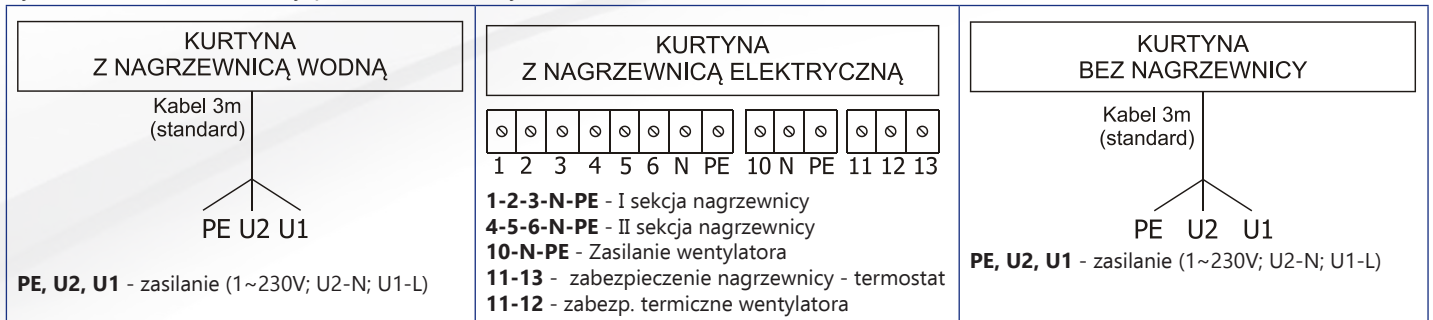 KURTYNA
Z NAGRZEWNICĄ WODNĄ
Kabel 3m
(standard)
PE U2 U1
PE, U2, U1 - zasilanie (1~230V; U2-N; U1-L)
KURTYNA
Z NAGRZEWNICĄ ELEKTRYCZNĄ
1 2 3 4 5 6 N PE 10 N PE 11 12 13
1-2-3-N-PE - I sekcja nagrzewnicy
4-5-6-N-PE - II sekcja nagrzewnicy
10-N-PE - Zasilanie wentylatora
11-13 - zabezpieczenie nagrzewnicy - termostat
11-12 - zabezp. termiczne wentylatora
KURTYNA
BEZ NAGRZEWNICY
Kabel 3m
(standard)
PE U2 U1
PE, U2, U1 - zasilanie (1~230V; U2-N; U1-L)